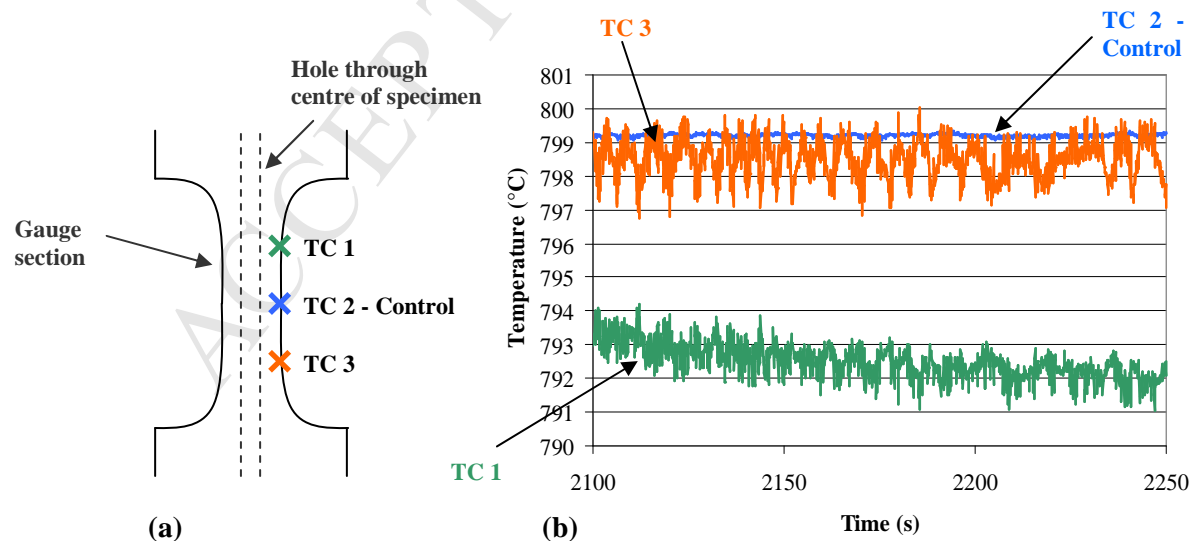 ACCEPT
Hole through
centre of specimen
Gauge
section
TC 1
TC 2 - Control
TC 3
(a)
TC 3
TC 2 -
Control
801
800
799
798
797
796
795
794
793
792
791
790
Temperature (°C)
TC 1
2100
2150
2200
2250
(b)
Time (s)